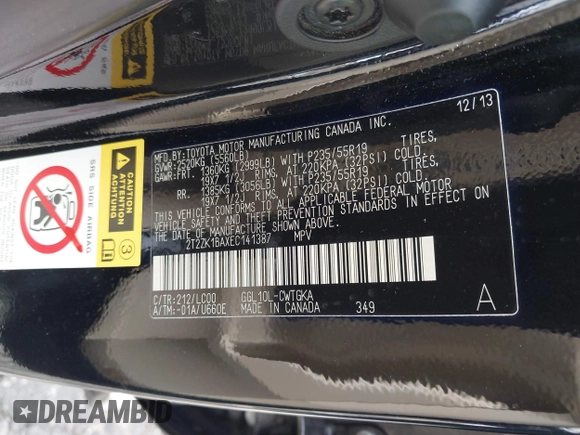 12/13
MFD.BY:TOYOTA MOTOR MANUFACTURING CANADA INC.
GVWR-2520KG (5560LB)
GAWR:FRT. 1360KG (2999LB) WITH P235/55R19 TIRES,
19X7 1/2J RIMS, AT 220KPA (32PSI) COLD.
RR. 1385KG (3056LB) WITH P235/55R19 TIRES,
19X7 1/2J RIMS, AT 220KPA (32PSI) COLD.
THIS VEHICLE CONFORMS TO ALL APPLICABLE FEDERAL MOTOR
VEHICLE SAFETY AND THEFT PREVENTION STANDARDS IN EFFECT ON
THE DATE OF MANUFACTURE SHOWN ABOVE.
2T2ZK1BAXEC141387 MPV
C/TR:212/LC00 GGL10L-CWTGKA
A/TM:-01A/U660E MADE IN CANADA 349 A
SRS SIDE AIRBAG
CAUTION
ATTENTION
ACHTUNG
3
DREAMBID